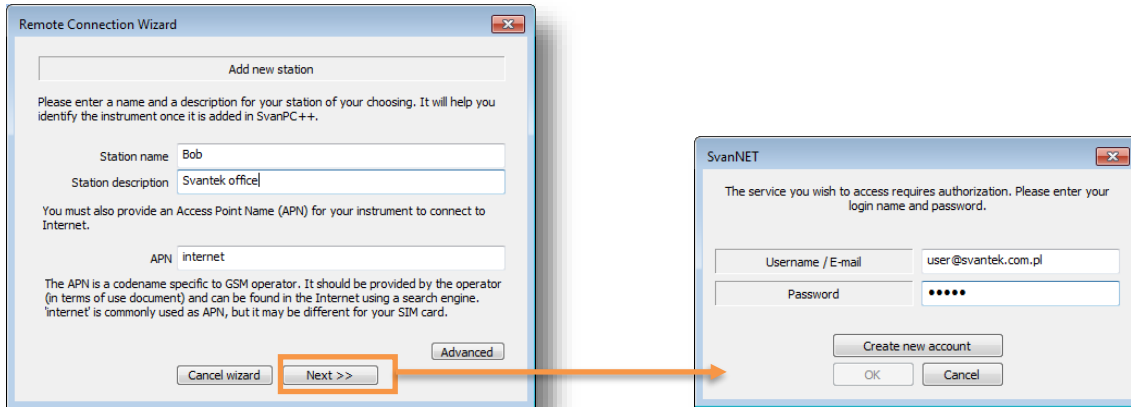 Remote Connection Wizard
Add new station
Please enter a name and a description for your station of your choosing. It will help you
identify the instrument once it is added in SvanPC++.
Station name Bob
Station description Svantek office
You must also provide an Access Point Name (APN) for your instrument to connect to
Internet.
APN internet
The APN is a codename specific to GSM operator. It should be provided by the operator
(in terms of use document) and can be found in the Internet using a search engine.
'internet' is commonly used as APN, but it may be different for your SIM card.
Advanced
Cancel wizard Next >>
SvanNET
The service you wish to access requires authorization. Please enter your
login name and password.
Username / E-mail user@svantek.com.pl
Password •••••
Create new account
OK Cancel